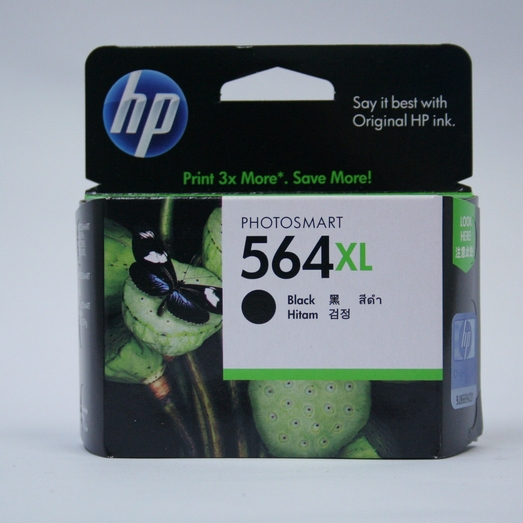 hp
Say it best with
Original HP ink.
Print 3x More*. Save More!
PHOTOSMART
564XL
Black 黑 สีดำ
Hitam 검정
LOOK
HERE!
hp